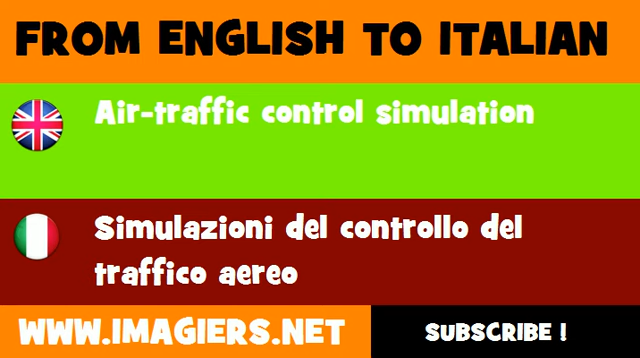 FROM ENGLISH TO ITALIAN
Air-traffic control simulation
Simulazioni del controllo del
traffico aereo
WWW.IMAGIERS.NET
SUBSCRIBE !